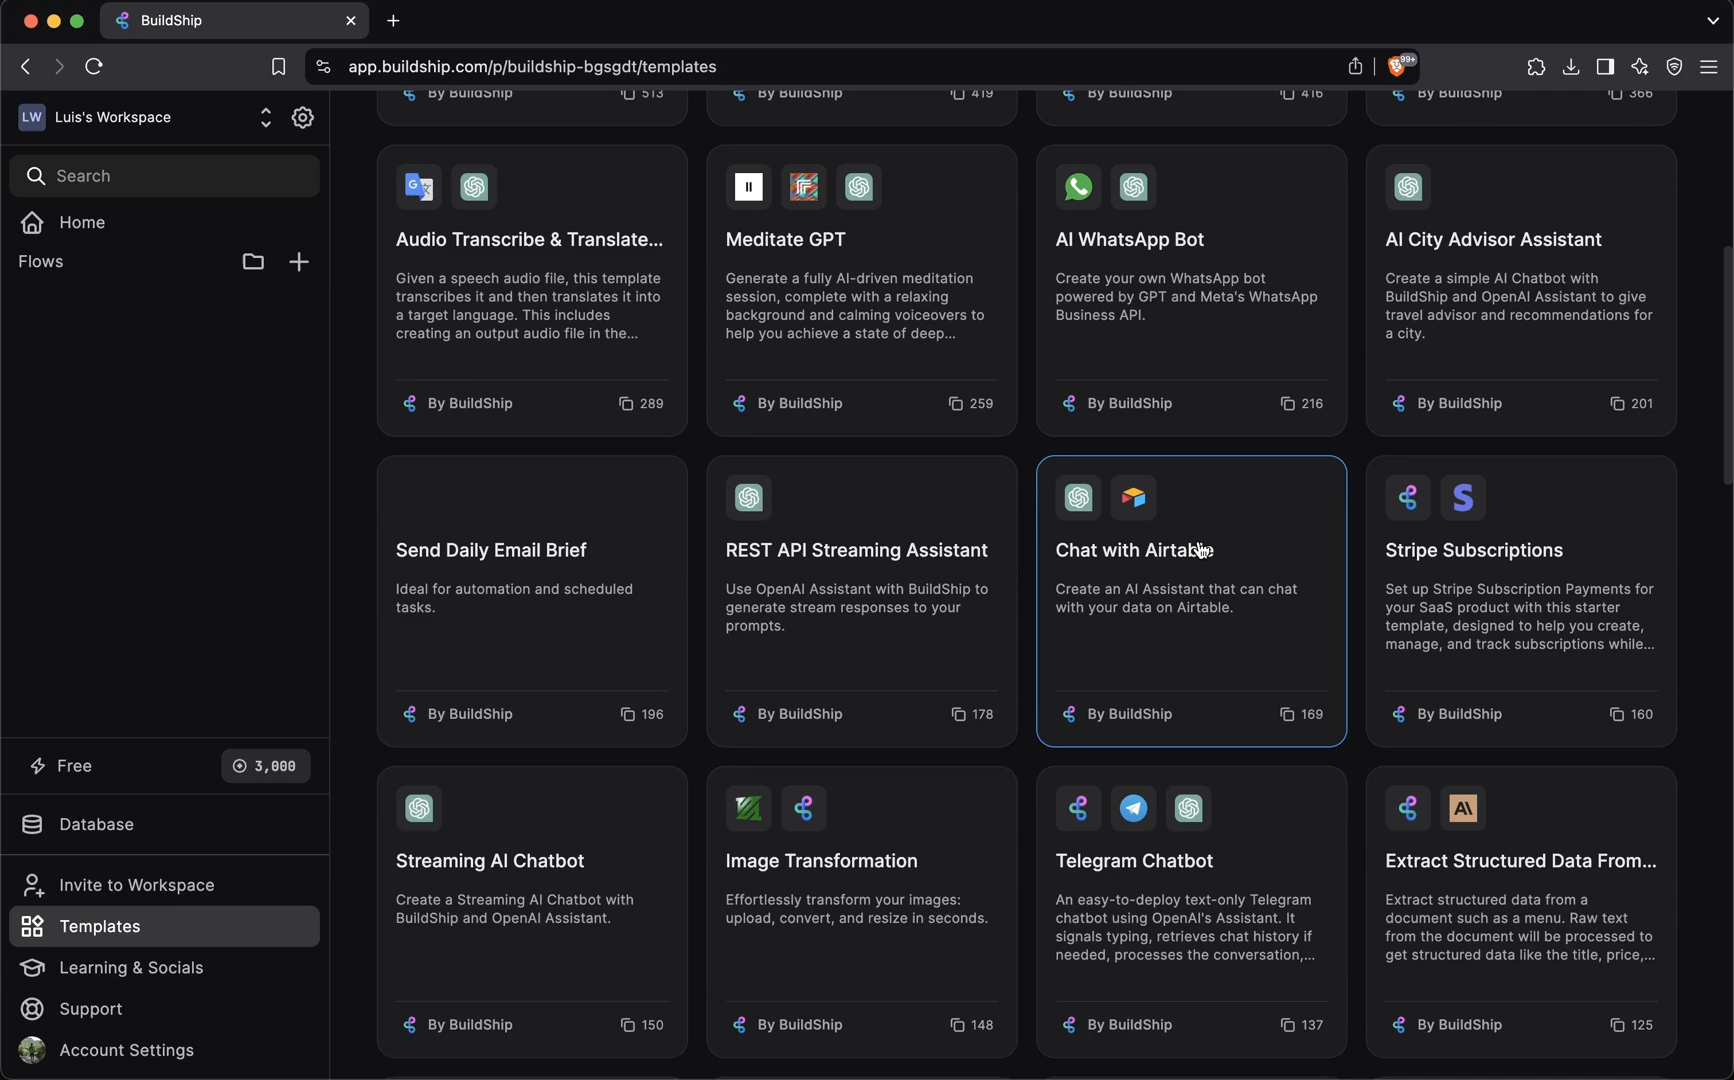 BuildShip
app.buildship.com/p/buildship-bgsgdt/templates
99+
LW Luis's Workspace
Search
Home
Flows
Free
3,000
Database
Invite to Workspace
Templates
Learning & Socials
Support
Account Settings
By BuildShip 513
By BuildShip 419
By BuildShip 416
By BuildShip 366
Audio Transcribe & Translate...
Given a speech audio file, this template
transcribes it and then translates it into
a target language. This includes
creating an output audio file in the...
By BuildShip 289
Meditate GPT
Generate a fully AI-driven meditation
session, complete with a relaxing
background and calming voiceovers to
help you achieve a state of deep...
By BuildShip 259
AI WhatsApp Bot
Create your own WhatsApp bot
powered by GPT and Meta's WhatsApp
Business API.
By BuildShip 216
AI City Advisor Assistant
Create a simple AI Chatbot with
BuildShip and OpenAI Assistant to give
travel advisor and recommendations for
a city.
By BuildShip 201
Send Daily Email Brief
Ideal for automation and scheduled
tasks.
By BuildShip 196
REST API Streaming Assistant
Use OpenAI Assistant with BuildShip to
generate stream responses to your
prompts.
By BuildShip 178
Chat with Airtable
Create an AI Assistant that can chat
with your data on Airtable.
By BuildShip 169
Stripe Subscriptions
Set up Stripe Subscription Payments for
your SaaS product with this starter
template, designed to help you create,
manage, and track subscriptions while...
By BuildShip 160
Streaming AI Chatbot
Create a Streaming AI Chatbot with
BuildShip and OpenAI Assistant.
By BuildShip 150
Image Transformation
Effortlessly transform your images:
upload, convert, and resize in seconds.
By BuildShip 148
Telegram Chatbot
An easy-to-deploy text-only Telegram
chatbot using OpenAI's Assistant. It
signals typing, retrieves chat history if
needed, processes the conversation,...
By BuildShip 137
Extract Structured Data From...
Extract structured data from a
document such as a menu. Raw text
from the document will be processed to
get structured data like the title, price,...
By BuildShip 125